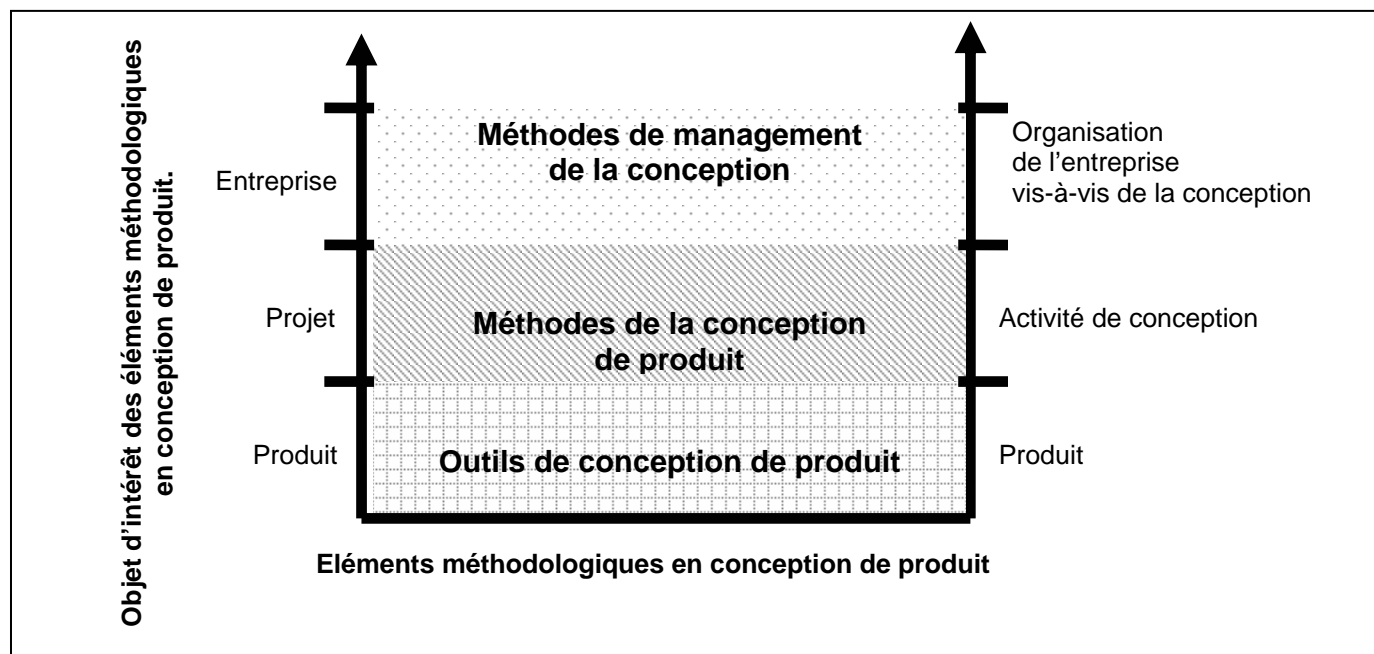 Objet d’intérêt des éléments méthodologiques
en conception de produit.
Méthodes de management
de la conception
Entreprise
Organisation
de l’entreprise
vis-à-vis de la conception
Projet
Méthodes de la conception
de produit
Activité de conception
Produit
Outils de conception de produit
Produit
Eléments méthodologiques en conception de produit